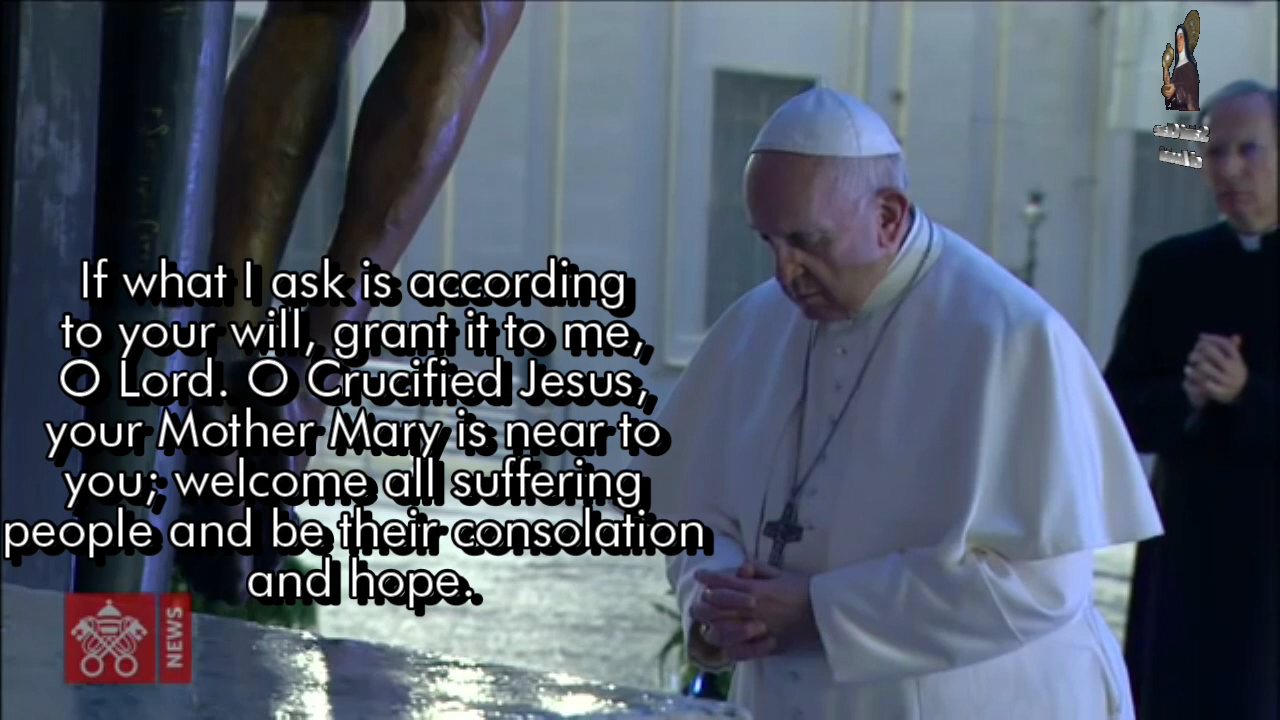 If what I ask is according
to your will, grant it to me,
O Lord. O Crucified Jesus,
your Mother Mary is near to
you; welcome all suffering
people and be their consolation
and hope.
NEWS